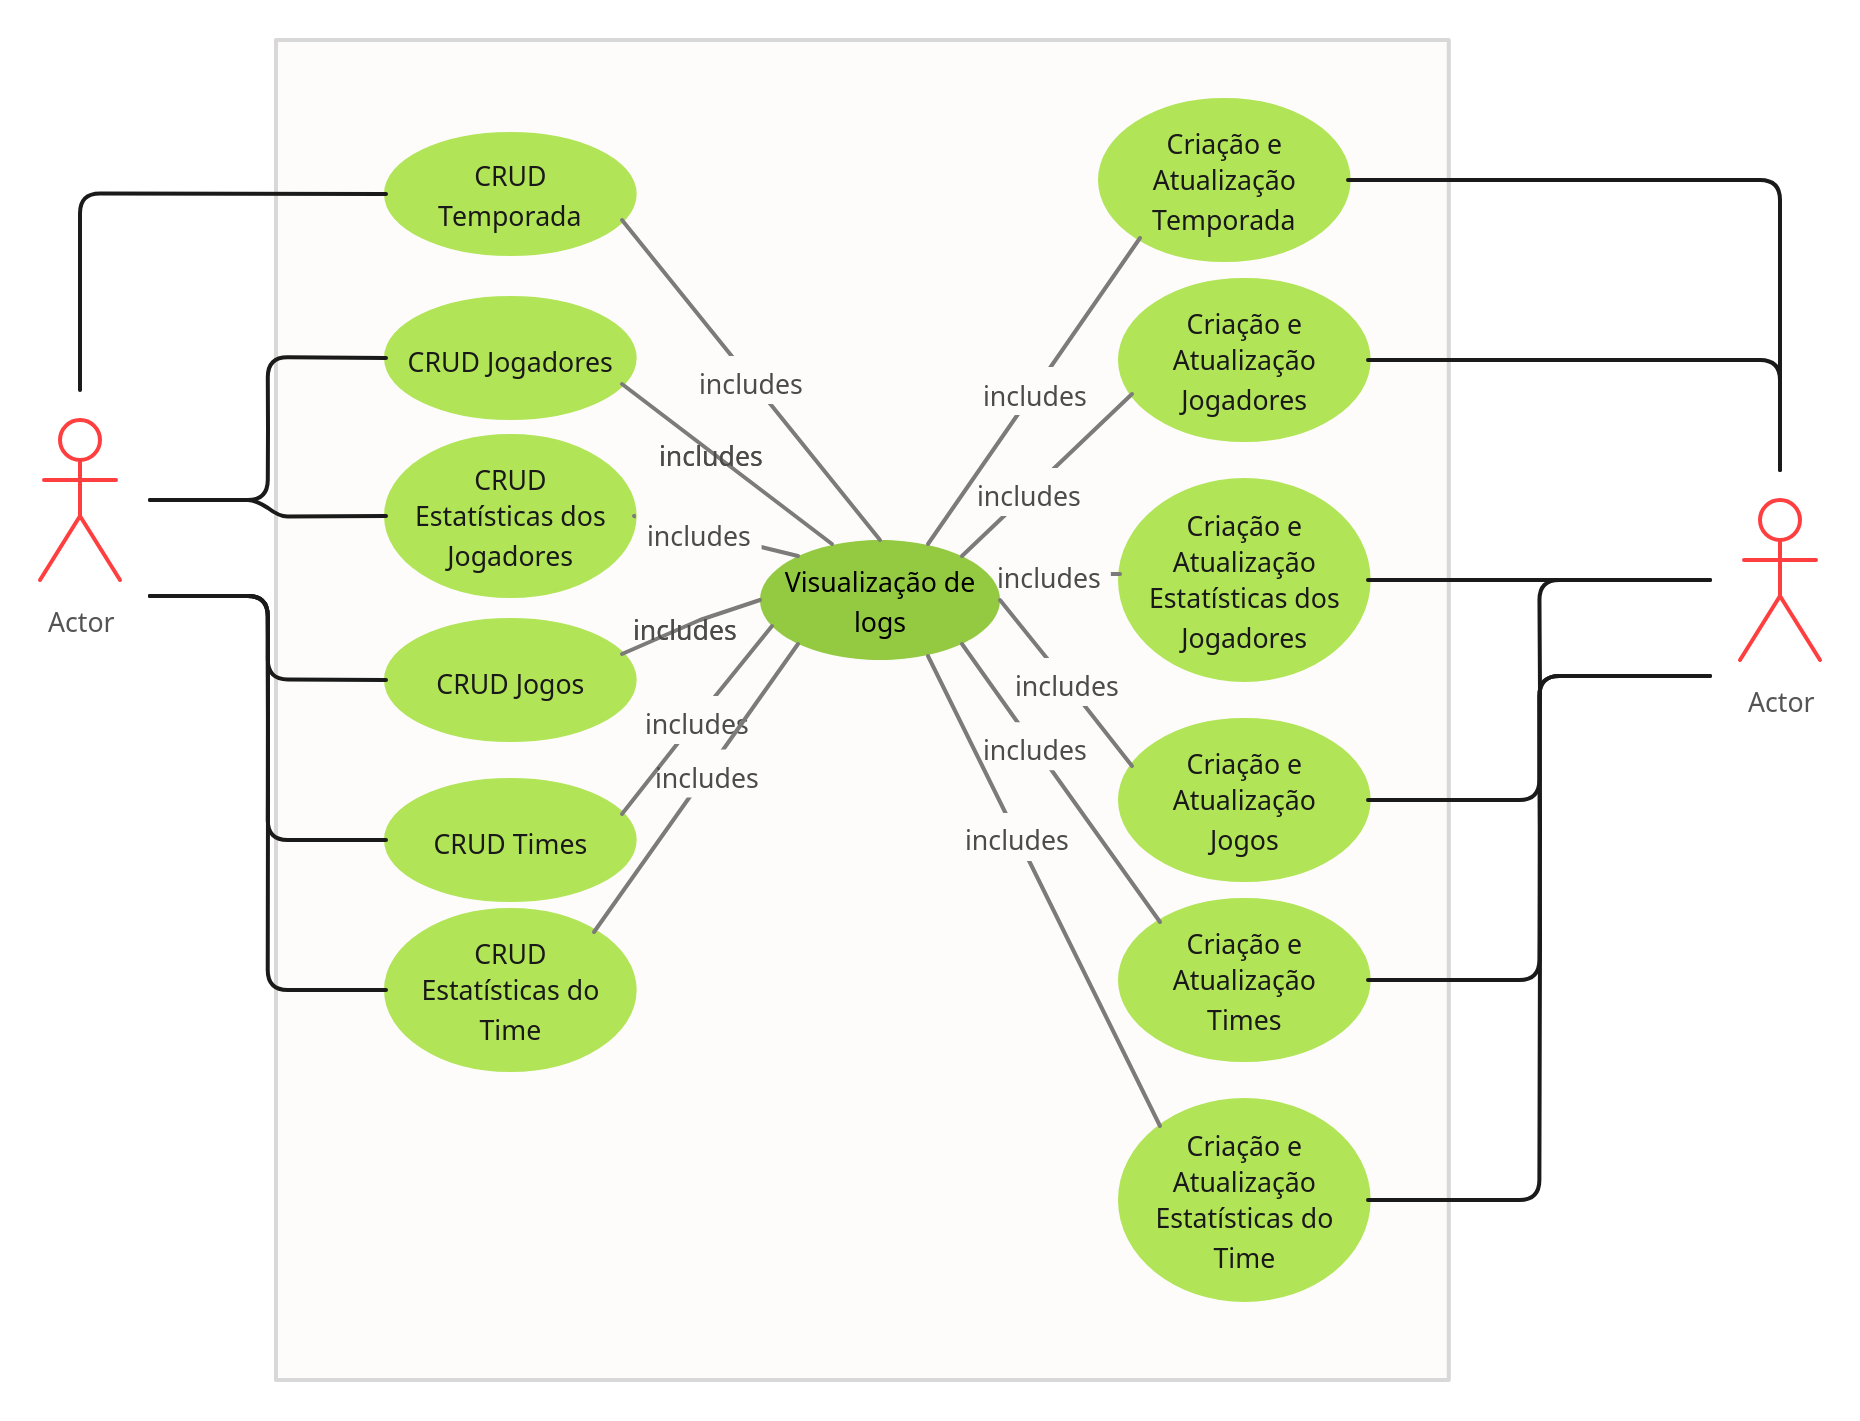 CRUD
Temporada
CRUD Jogadores
CRUD
Estatísticas dos
Jogadores
CRUD Jogos
CRUD Times
CRUD
Estatísticas do
Time
Actor
includes
includes
includes
includes
includes
includes
Visualização de
logs
includes
includes
includes
includes
includes
includes
Criação e
Atualização
Temporada
Criação e
Atualização
Jogadores
Criação e
Atualização
Estatísticas dos
Jogadores
Criação e
Atualização
Jogos
Criação e
Atualização
Times
Criação e
Atualização
Estatísticas do
Time
Actor